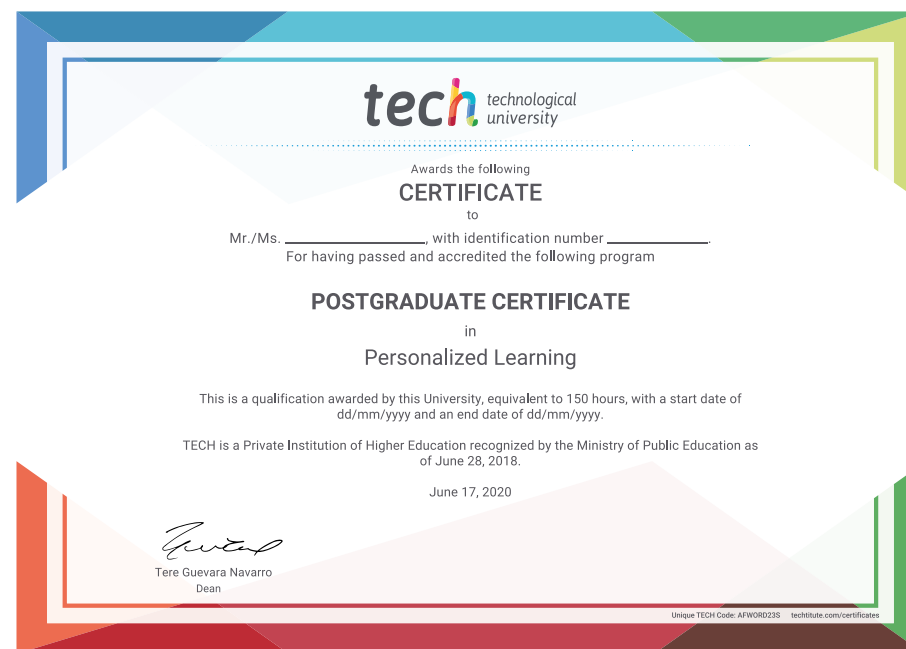 tech technological
university
Awards the following
CERTIFICATE
to
Mr./Ms. ____________________, with identification number ______________.
For having passed and accredited the following program
POSTGRADUATE CERTIFICATE
in
Personalized Learning
This is a qualification awarded by this University, equivalent to 150 hours, with a start date of
dd/mm/yyyy and an end date of dd/mm/yyyy.
TECH is a Private Institution of Higher Education recognized by the Ministry of Public Education as
of June 28, 2018.
June 17, 2020
Tere Guevara Navarro
Dean
Unique TECH Code: AFWORD23S techtitute.com/certificates